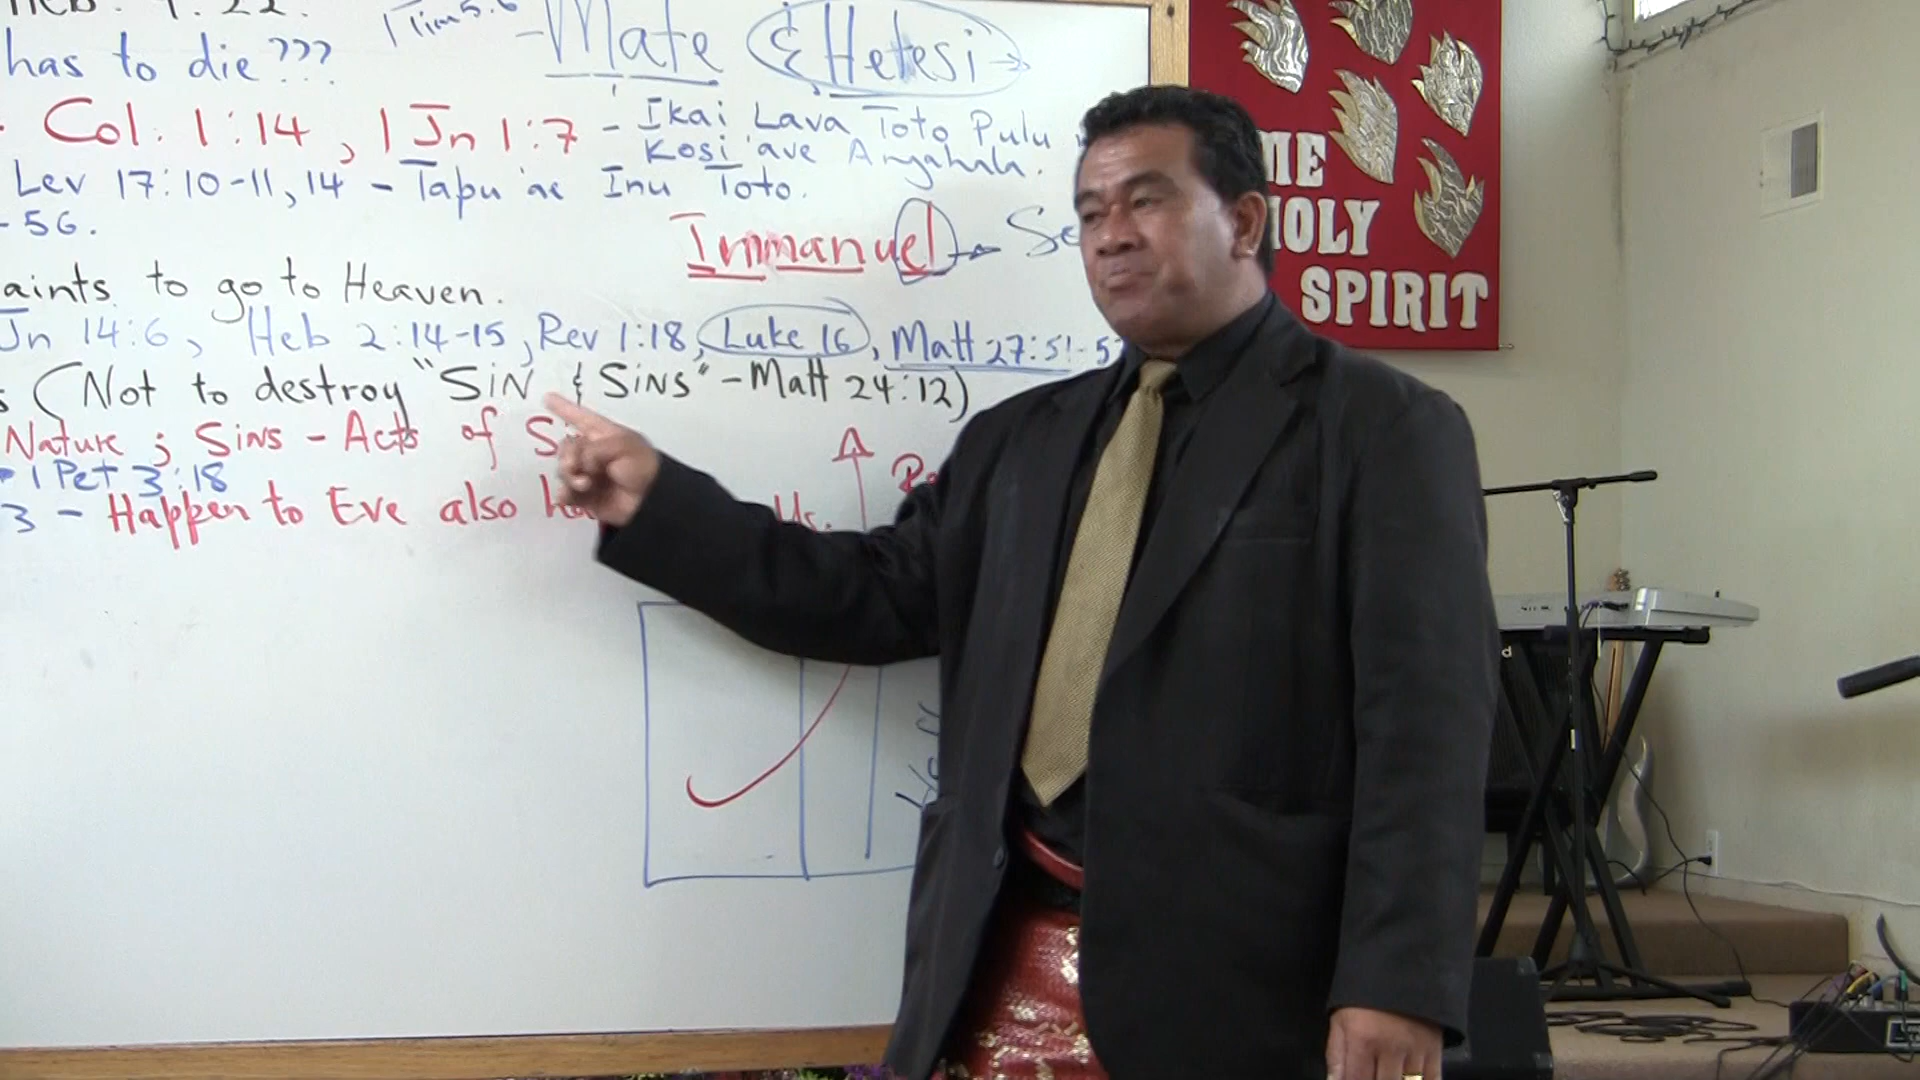 Heb. 9:22.
1 Tim 5:6
-Mate & Hetesi
has to die???
Col. 1:14, 1 Jn 1:7 - Ikai Lava Toto Pulu
Kosi 'ave
Lev 17:10-11, 14 - Tapu ae Inu Toto.
-56.
Immanuel
aints to go to Heaven.
Jn 14:6, Heb 2:14-15, Rev 1:18, Luke 16, Matt 27:51-5
s (Not to destroy "SiN & SiNs" - Matt 24:12)
Nature ; SiNs - Acts of
1 Pet 3:18
3 - Happen to Eve also
Us.
ME
HOLY
SPIRIT